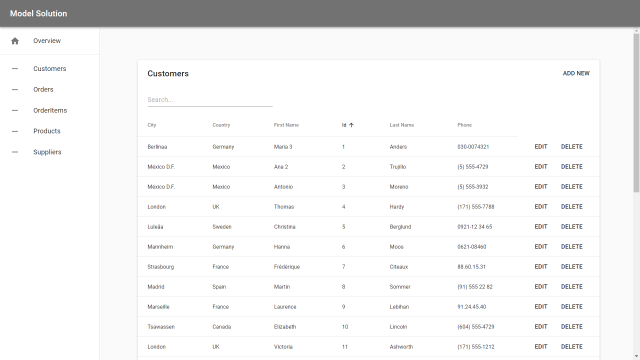 Model Solution
Overview
Customers
Orders
OrderItems
Products
Suppliers
Customers
ADD NEW
Search...
City Country First Name Id Last Name Phone
Berlinaa Germany Maria 3 1 Anders 030-0074321 EDIT DELETE
México D.F. Mexico Ana 2 2 Trujillo (5) 555-4729 EDIT DELETE
México D.F. Mexico Antonio 3 Moreno (5) 555-3932 EDIT DELETE
London UK Thomas 4 Hardy (171) 555-7788 EDIT DELETE
Luleåa Sweden Christina 5 Berglund 0921-12 34 65 EDIT DELETE
Mannheim Germany Hanna 6 Moos 0621-08460 EDIT DELETE
Strasbourg France Frédérique 7 Citeaux 88.60.15.31 EDIT DELETE
Madrid Spain Martín 8 Sommer (91) 555 22 82 EDIT DELETE
Marseille France Laurence 9 Lebihan 91.24.45.40 EDIT DELETE
Tsawassen Canada Elizabeth 10 Lincoln (604) 555-4729 EDIT DELETE
London UK Victoria 11 Ashworth (171) 555-1212 EDIT DELETE